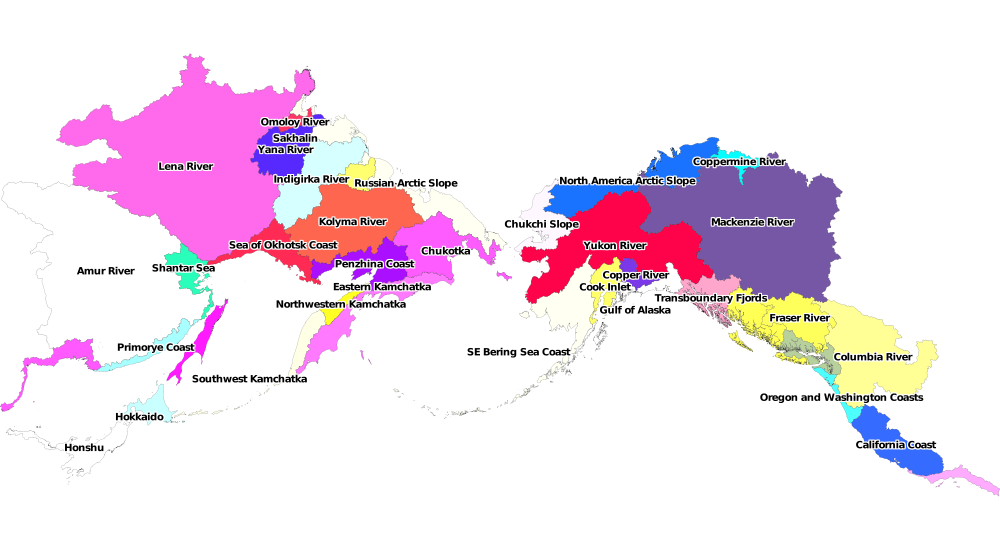 Omoloy River
Sakhalin
Yana River
Lena River
Indigirka River
Russian Arctic Slope
Kolyma River
Sea of Okhotsk Coast
Chukotka
Penzhina Coast
Shantar Sea
Amur River
Eastern Kamchatka
Northwestern Kamchatka
Primorye Coast
Southwest Kamchatka
Hokkaido
Honshu
Coppermine River
North America Arctic Slope
Chukchi Slope
Mackenzie River
Yukon River
Copper River
Cook Inlet
Transboundary Fjords
Gulf of Alaska
Fraser River
SE Bering Sea Coast
Columbia River
Oregon and Washington Coasts
California Coast